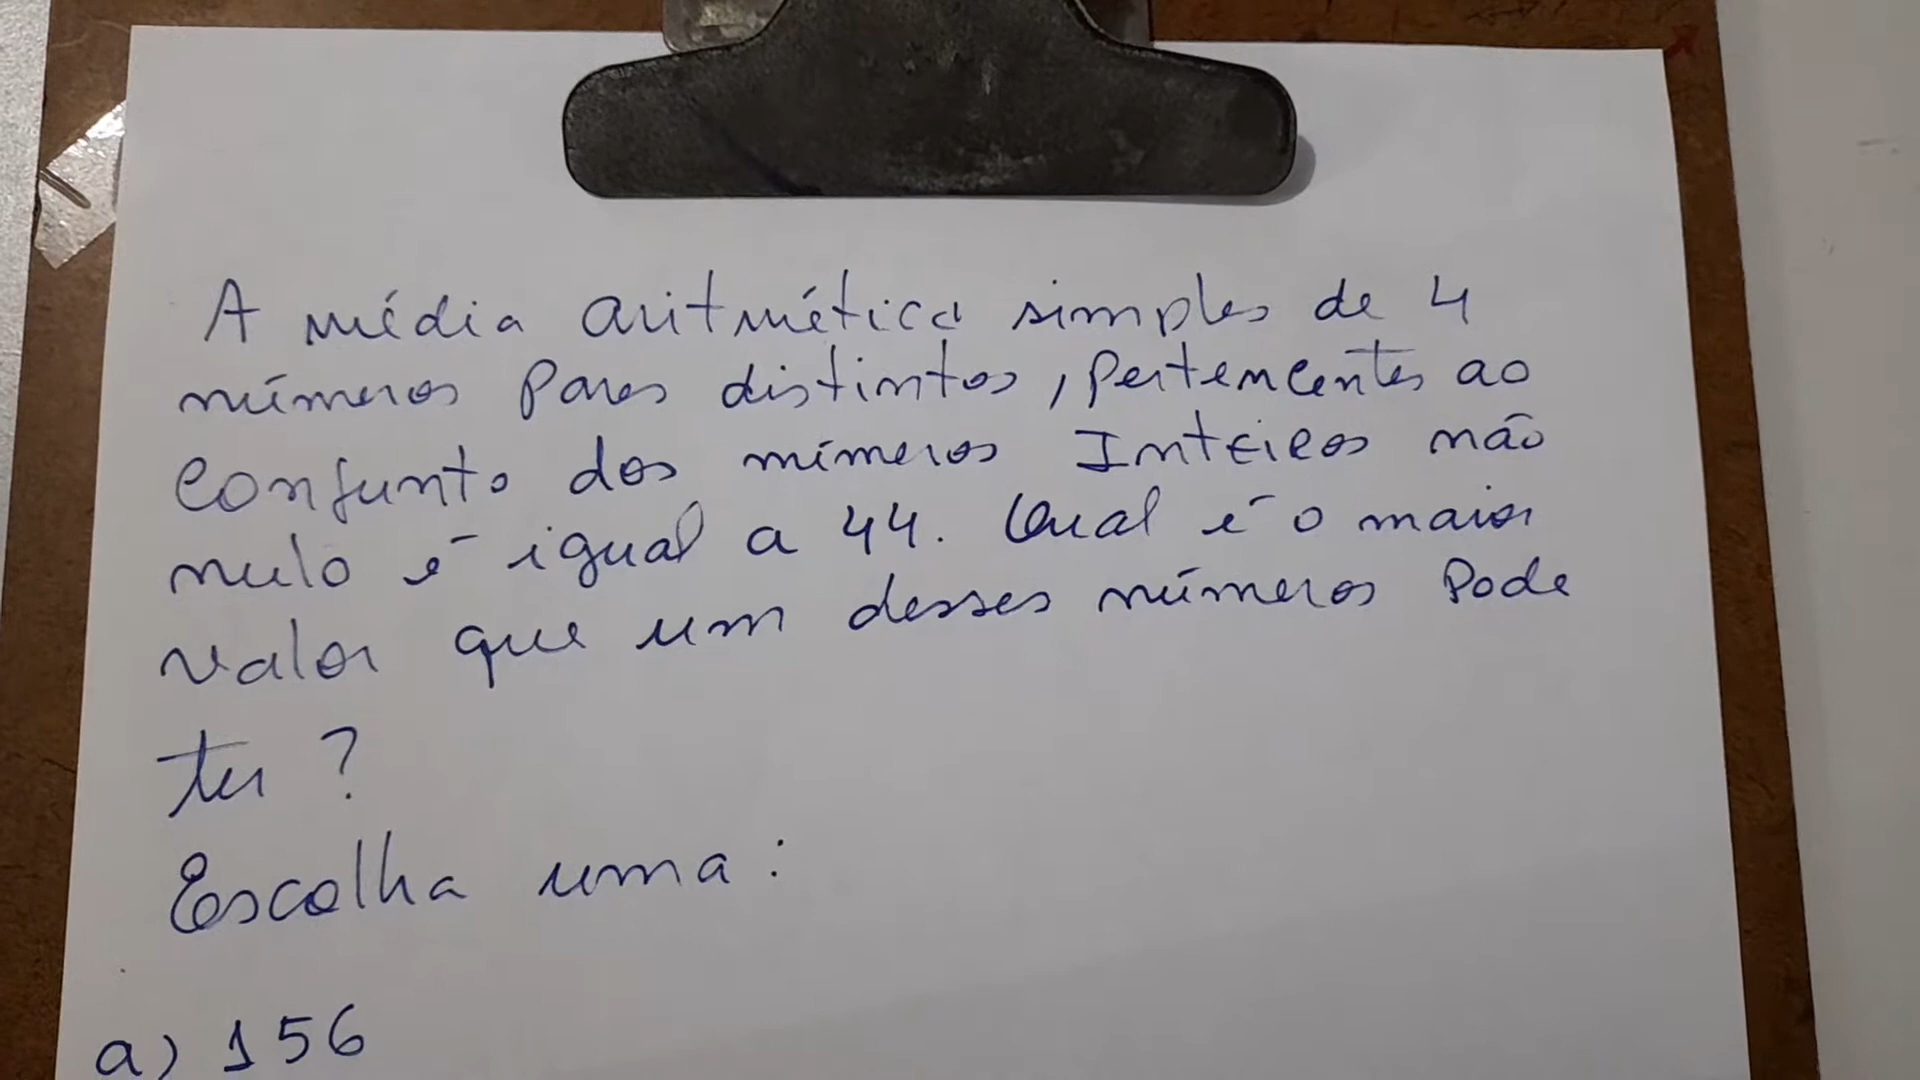 A média aritmética simples de 4
números Pares distintos, pertencentes ao
conjunto dos números Inteiros não
nulo é igual a 44. Qual é o maior
valor que um desses números Pode
ter?
Escolha uma:
a) 156